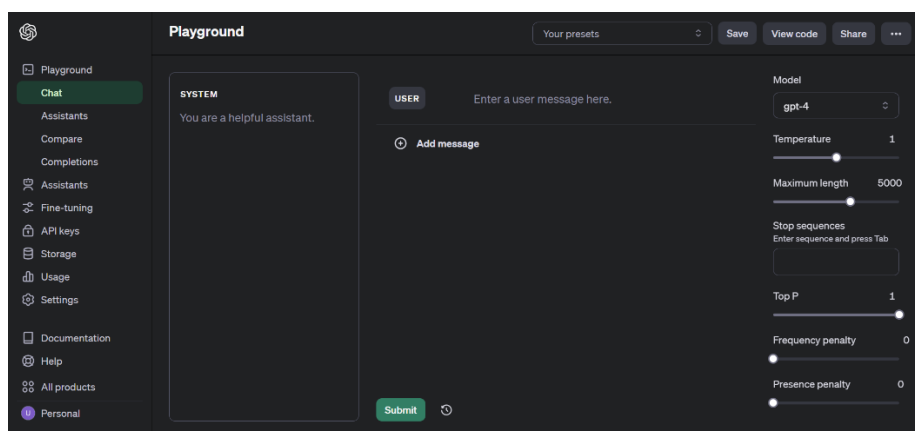 Playground
Your presets
Save
View code
Share
Playground
Chat
Assistants
Compare
Completions
Assistants
Fine-tuning
API keys
Storage
Usage
Settings
Documentation
Help
All products
U Personal
SYSTEM
You are a helpful assistant.
USER
Enter a user message here.
Add message
Submit
Model
gpt-4
Temperature 1
Maximum length 5000
Stop sequences
Enter sequence and press Tab
Top P 1
Frequency penalty 0
Presence penalty 0